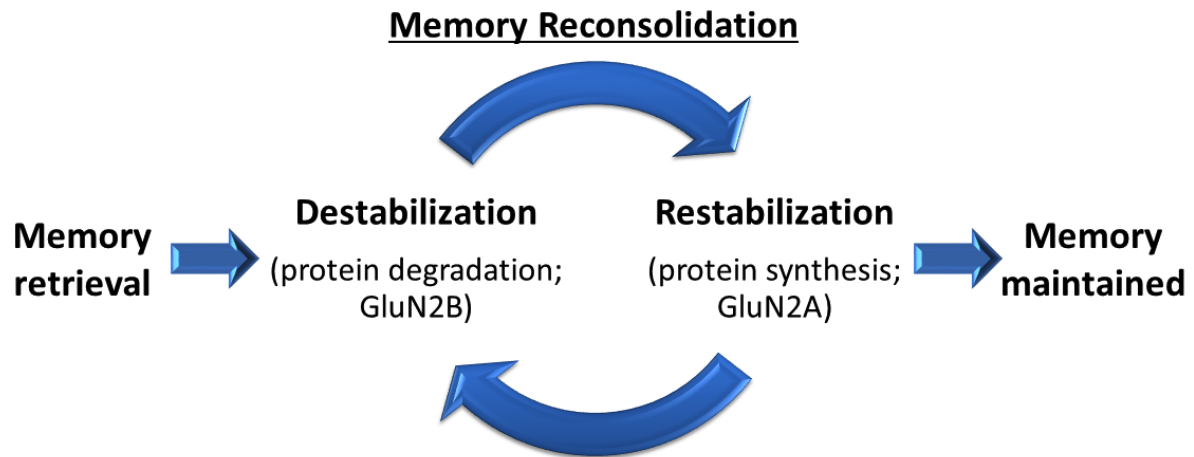 Memory Reconsolidation
Memory
retrieval
Destabilization
(protein degradation;
GluN2B)
Restabilization
(protein synthesis;
GluN2A)
Memory
maintained